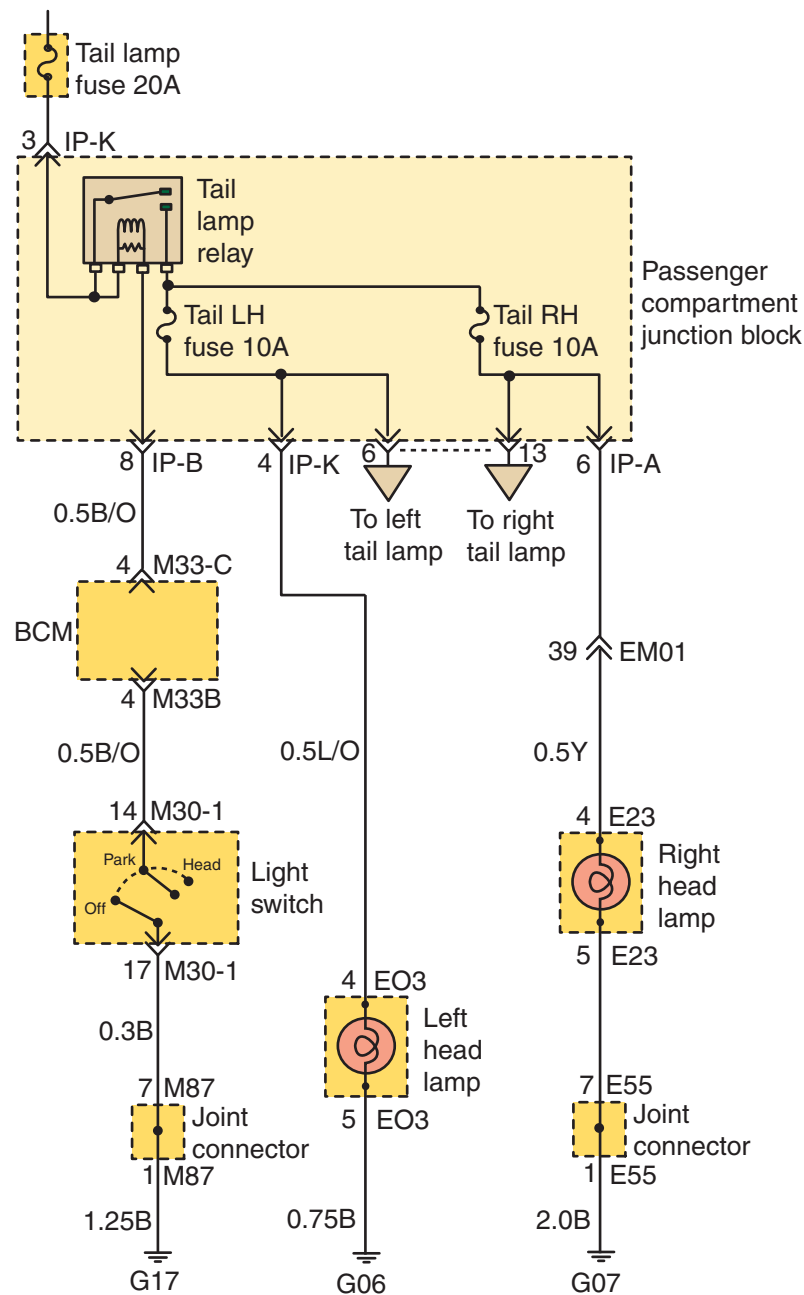 Tail lamp
fuse 20A
3 IP-K
Tail
lamp
relay
Passenger
compartment
junction block
Tail LH
fuse 10A
Tail RH
fuse 10A
8 IP-B
4 IP-K
6
13
6 IP-A
0.5B/O
To left
tail lamp
To right
tail lamp
4 M33-C
BCM
39 EM01
4 M33B
0.5B/O
0.5L/O
0.5Y
14 M30-1
4 E23
Park
Head
Off
Light
switch
Right
head
lamp
17 M30-1
5 E23
4 EO3
0.3B
Left
head
lamp
7 M87
7 E55
Joint
connector
5 EO3
Joint
connector
1 M87
1 E55
1.25B
0.75B
2.0B
G17
G06
G07